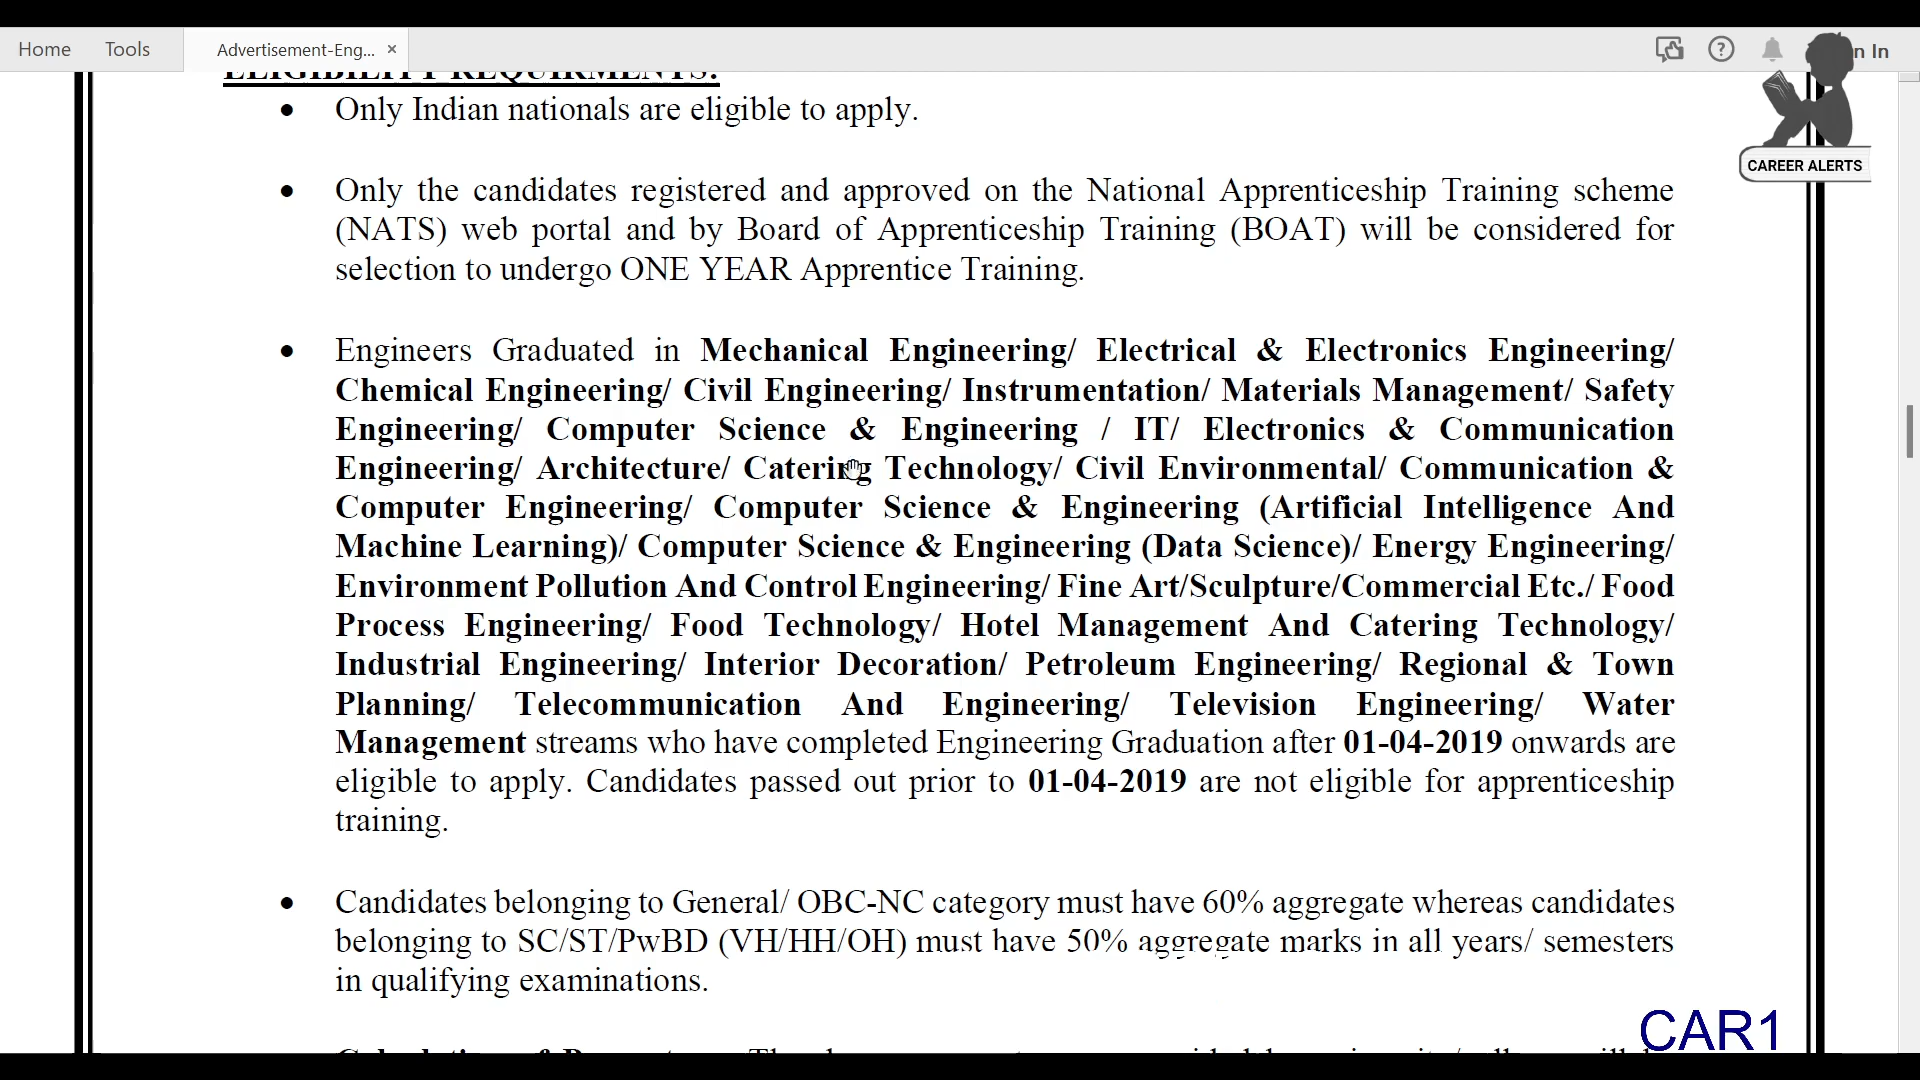 Home Tools Advertisement-Eng... × n In
ELIGIBILITY REQUIRMENTS:
CAREER ALERTS
• Only Indian nationals are eligible to apply.
• Only the candidates registered and approved on the National Apprenticeship Training scheme
(NATS) web portal and by Board of Apprenticeship Training (BOAT) will be considered for
selection to undergo ONE YEAR Apprentice Training.
• Engineers Graduated in Mechanical Engineering/ Electrical & Electronics Engineering/
Chemical Engineering/ Civil Engineering/ Instrumentation/ Materials Management/ Safety
Engineering/ Computer Science & Engineering / IT/ Electronics & Communication
Engineering/ Architecture/ Catering Technology/ Civil Environmental/ Communication &
Computer Engineering/ Computer Science & Engineering (Artificial Intelligence And
Machine Learning)/ Computer Science & Engineering (Data Science)/ Energy Engineering/
Environment Pollution And Control Engineering/ Fine Art/Sculpture/Commercial Etc./ Food
Process Engineering/ Food Technology/ Hotel Management And Catering Technology/
Industrial Engineering/ Interior Decoration/ Petroleum Engineering/ Regional & Town
Planning/ Telecommunication And Engineering/ Television Engineering/ Water
Management streams who have completed Engineering Graduation after 01-04-2019 onwards are
eligible to apply. Candidates passed out prior to 01-04-2019 are not eligible for apprenticeship
training.
• Candidates belonging to General/ OBC-NC category must have 60% aggregate whereas candidates
belonging to SC/ST/PwBD (VH/HH/OH) must have 50% aggregate marks in all years/ semesters
in qualifying examinations.
CAR1